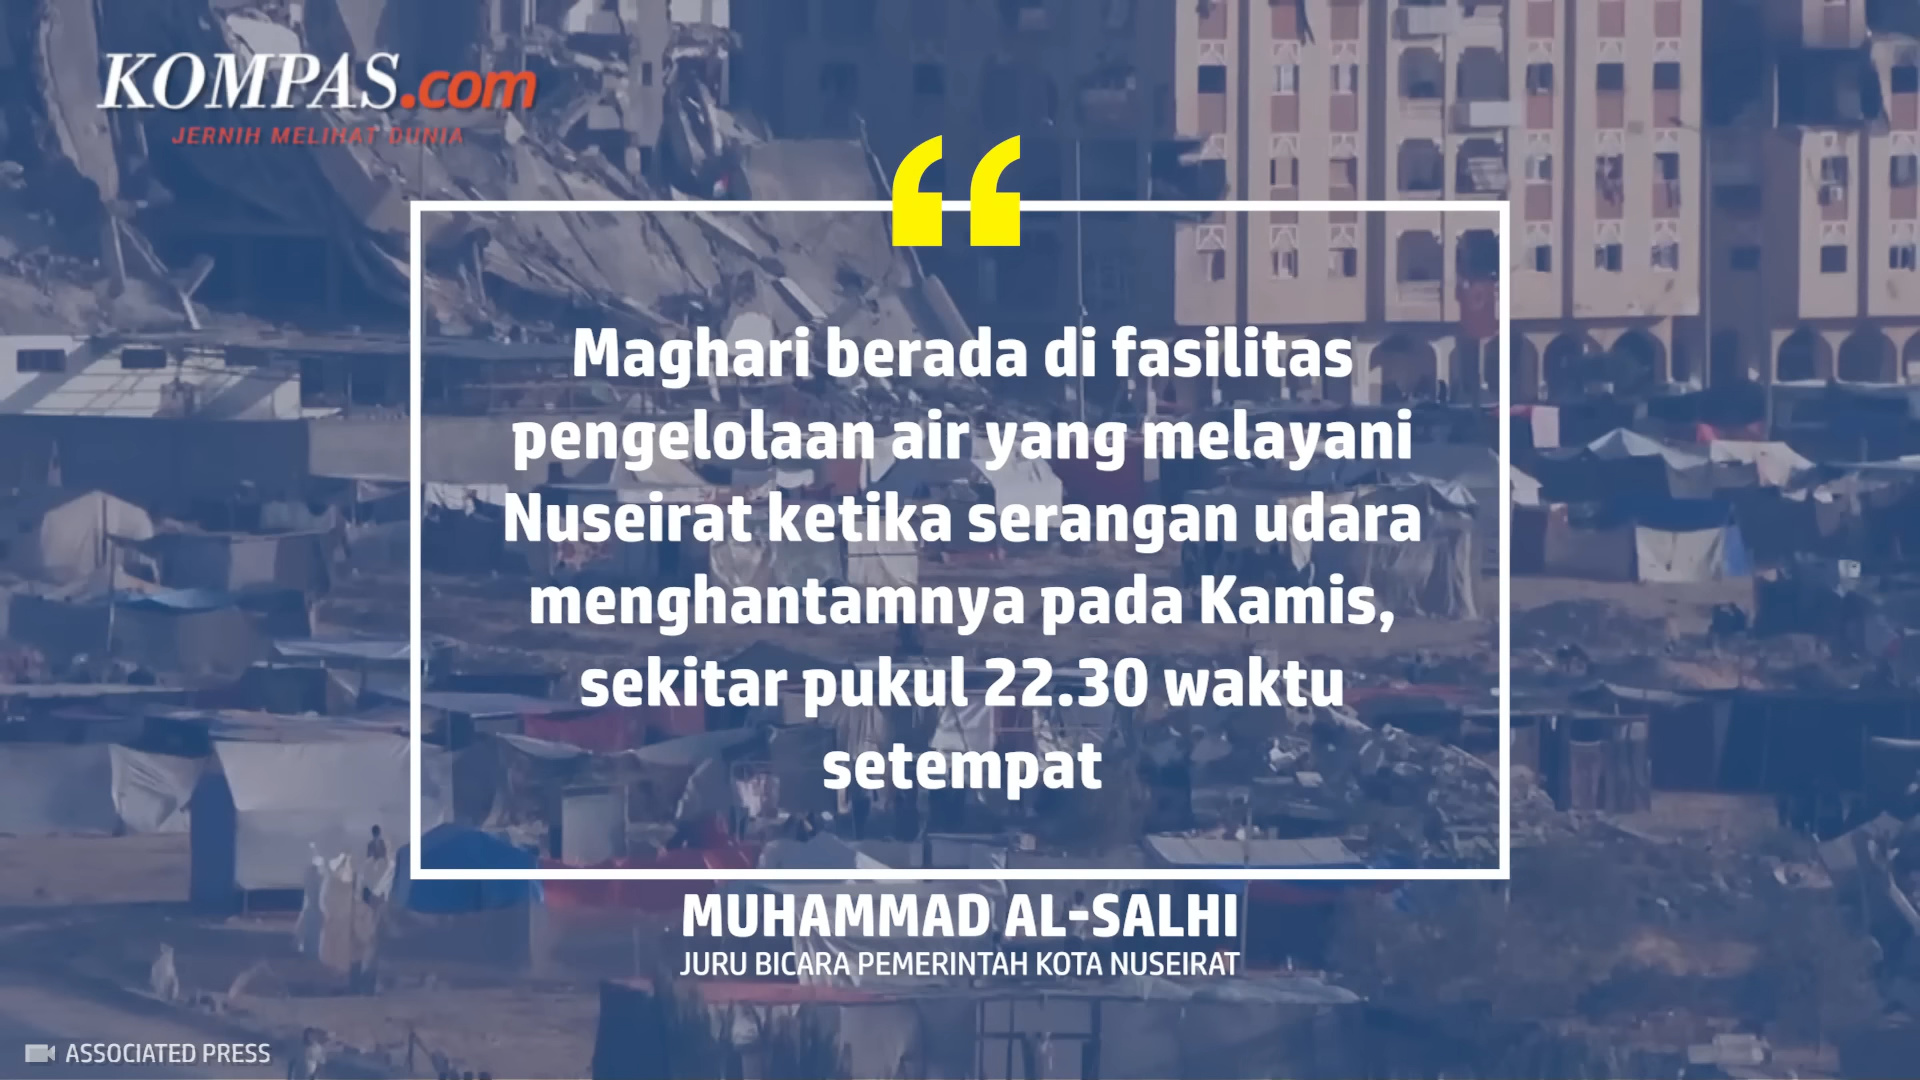 KOMPAS.com
JERNIH MELIHAT DUNIA
“
Maghari berada di fasilitas
pengelolaan air yang melayani
Nuseirat ketika serangan udara
menghantamnya pada Kamis,
sekitar pukul 22.30 waktu
setempat
MUHAMMAD AL-SALHI
JURU BICARA PEMERINTAH KOTA NUSEIRAT
ASSOCIATED PRESS